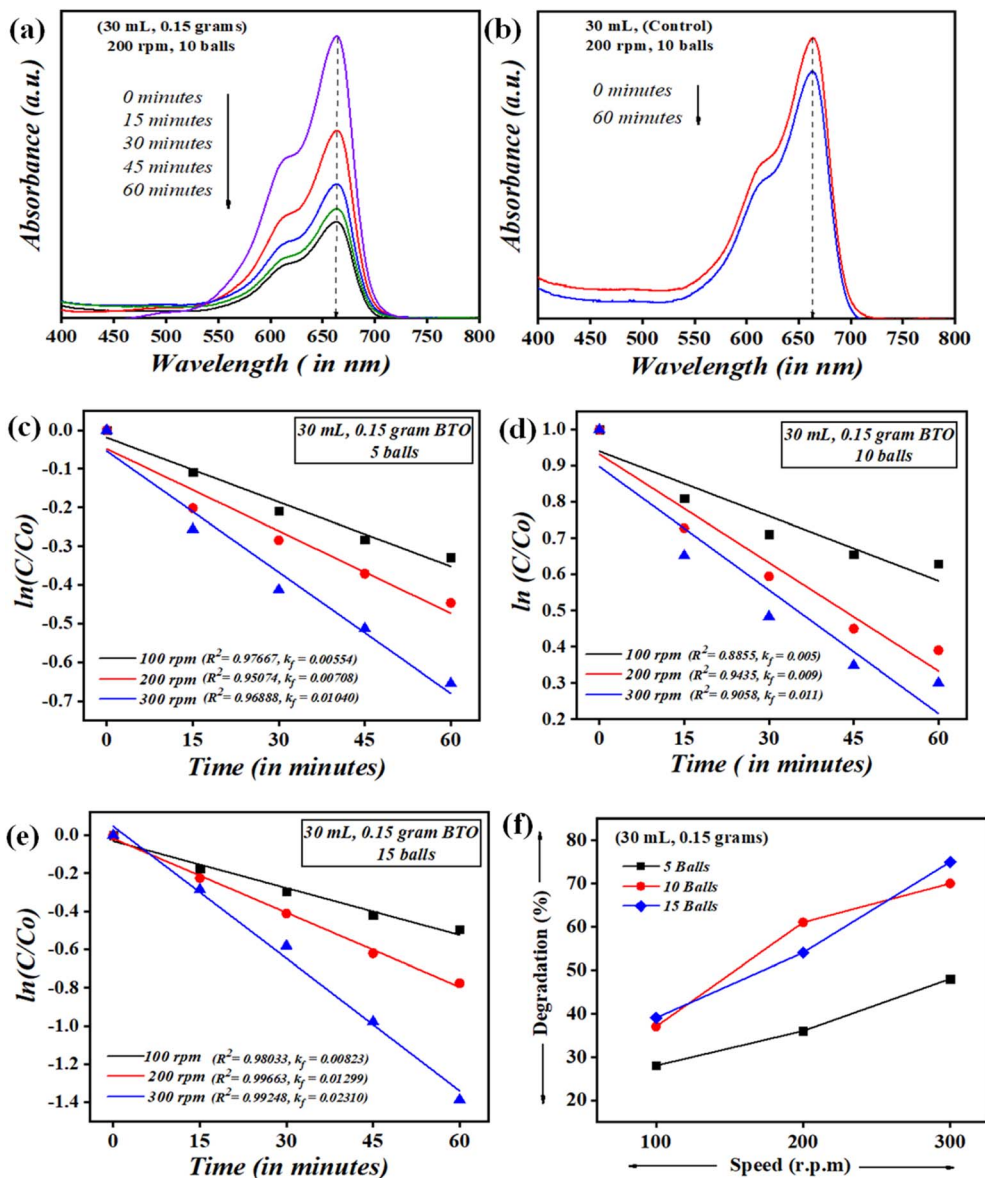 (a)
(30 mL, 0.15 grams)
200 rpm, 10 balls
0 minutes
15 minutes
30 minutes
45 minutes
60 minutes
Absorbance (a.u.)
400 450 500 550 600 650 700 750 800
Wavelength ( in nm)
(b)
30 mL, (Control)
200 rpm, 10 balls
0 minutes
60 minutes
Absorbance (a.u.)
400 450 500 550 600 650 700 750 800
Wavelength (in nm)
(c)
30 mL, 0.15 gram BTO
5 balls
ln(C/Co)
0.0
-0.1
-0.2
-0.3
-0.4
-0.5
-0.6
-0.7
100 rpm (R²= 0.97667, k_f = 0.00554)
200 rpm (R²= 0.95074, k_f = 0.00708)
300 rpm (R²= 0.96888, k_f = 0.01040)
0 15 30 45 60
Time (in minutes)
(d)
30 mL, 0.15 gram BTO
10 balls
ln (C/Co)
1.0
0.9
0.8
0.7
0.6
0.5
0.4
0.3
0.2
100 rpm (R²= 0.8855, k_f = 0.005)
200 rpm (R²= 0.9435, k_f = 0.009)
300 rpm (R²= 0.9058, k_f = 0.011)
0 15 30 45 60
Time ( in minutes)
(e)
30 mL, 0.15 gram BTO
15 balls
ln(C/Co)
0.0
-0.2
-0.4
-0.6
-0.8
-1.0
-1.2
-1.4
100 rpm (R²= 0.98033, k_f = 0.00823)
200 rpm (R²= 0.99663, k_f = 0.01299)
300 rpm (R²= 0.99248, k_f = 0.02310)
0 15 30 45 60
Time (in minutes)
(f)
(30 mL, 0.15 grams)
5 Balls
10 Balls
15 Balls
Degradation (%)
80
70
60
50
40
30
20
100 200 300
Speed (r.p.m)